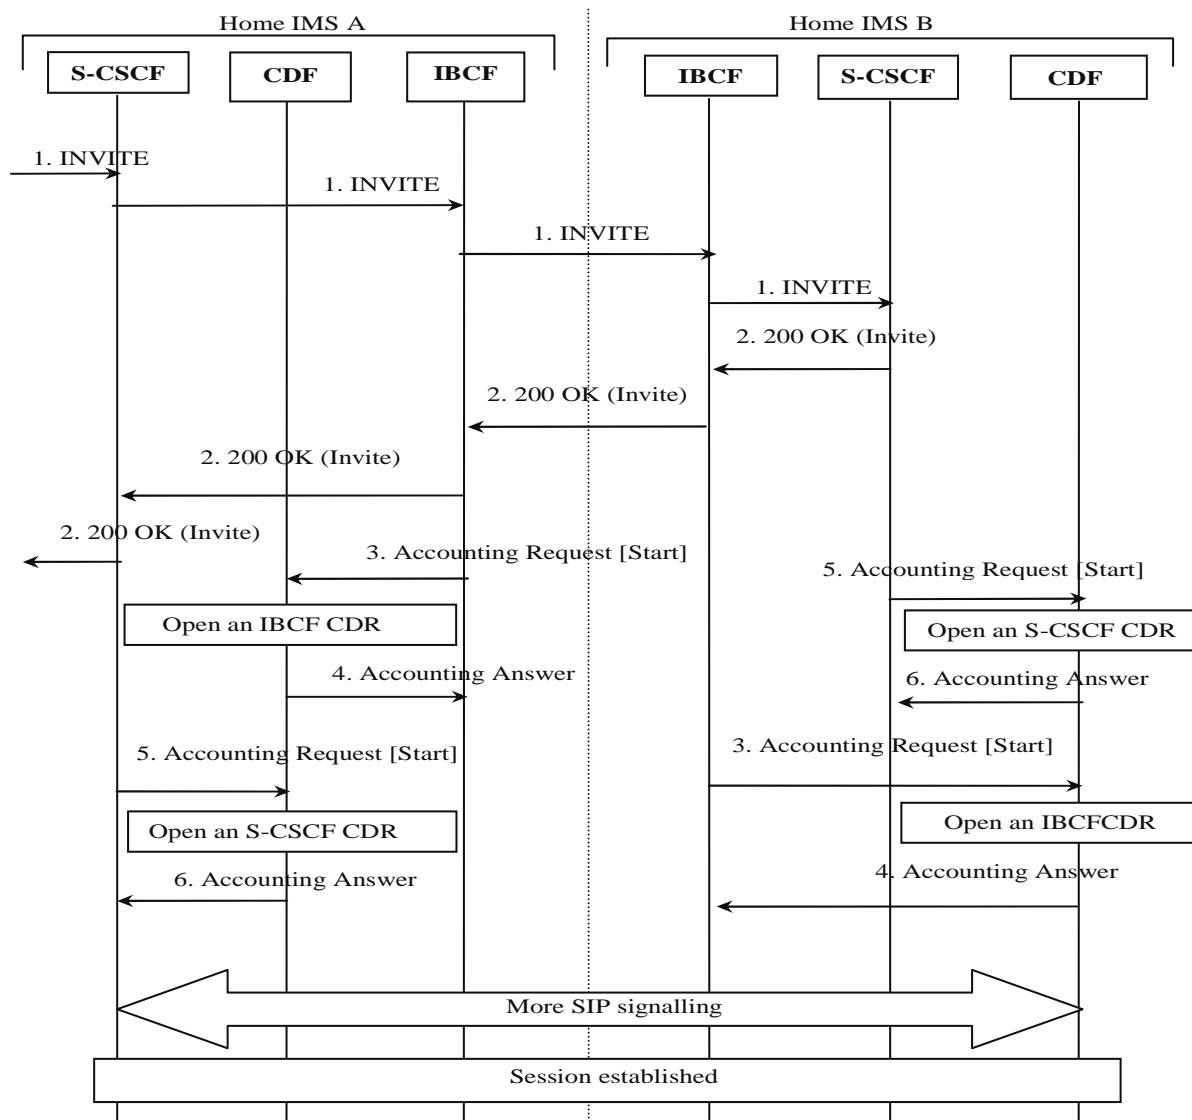 Home IMS A
Home IMS B
S-CSCF
CDF
IBCF
IBCF
S-CSCF
CDF
1. INVITE
1. INVITE
1. INVITE
1. INVITE
2. 200 OK (Invite)
2. 200 OK (Invite)
2. 200 OK (Invite)
2. 200 OK (Invite)
3. Accounting Request [Start]
5. Accounting Request [Start]
Open an IBCF CDR
Open an S-CSCF CDR
4. Accounting Answer
6. Accounting Answer
5. Accounting Request [Start]
3. Accounting Request [Start]
Open an S-CSCF CDR
Open an IBCFCDR
6. Accounting Answer
4. Accounting Answer
More SIP signalling
Session established